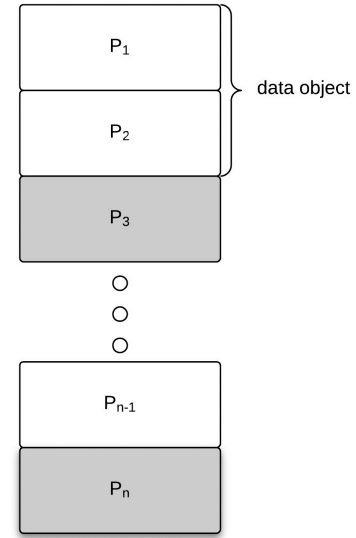 P₁
data object
P₂
P₃
Pₙ₋₁
Pₙ